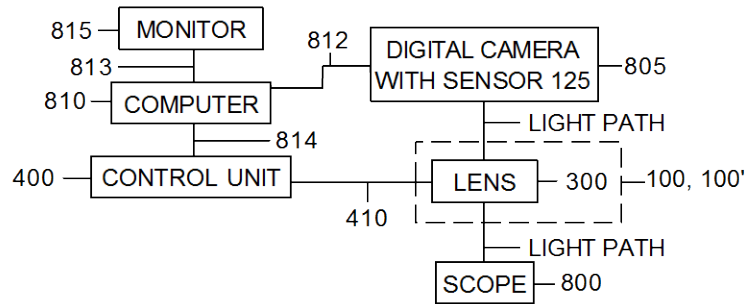 815
MONITOR
812
DIGITAL CAMERA
WITH SENSOR 125
805
813
810
COMPUTER
LIGHT PATH
814
400
CONTROL UNIT
LENS
300
100, 100'
410
LIGHT PATH
SCOPE
800